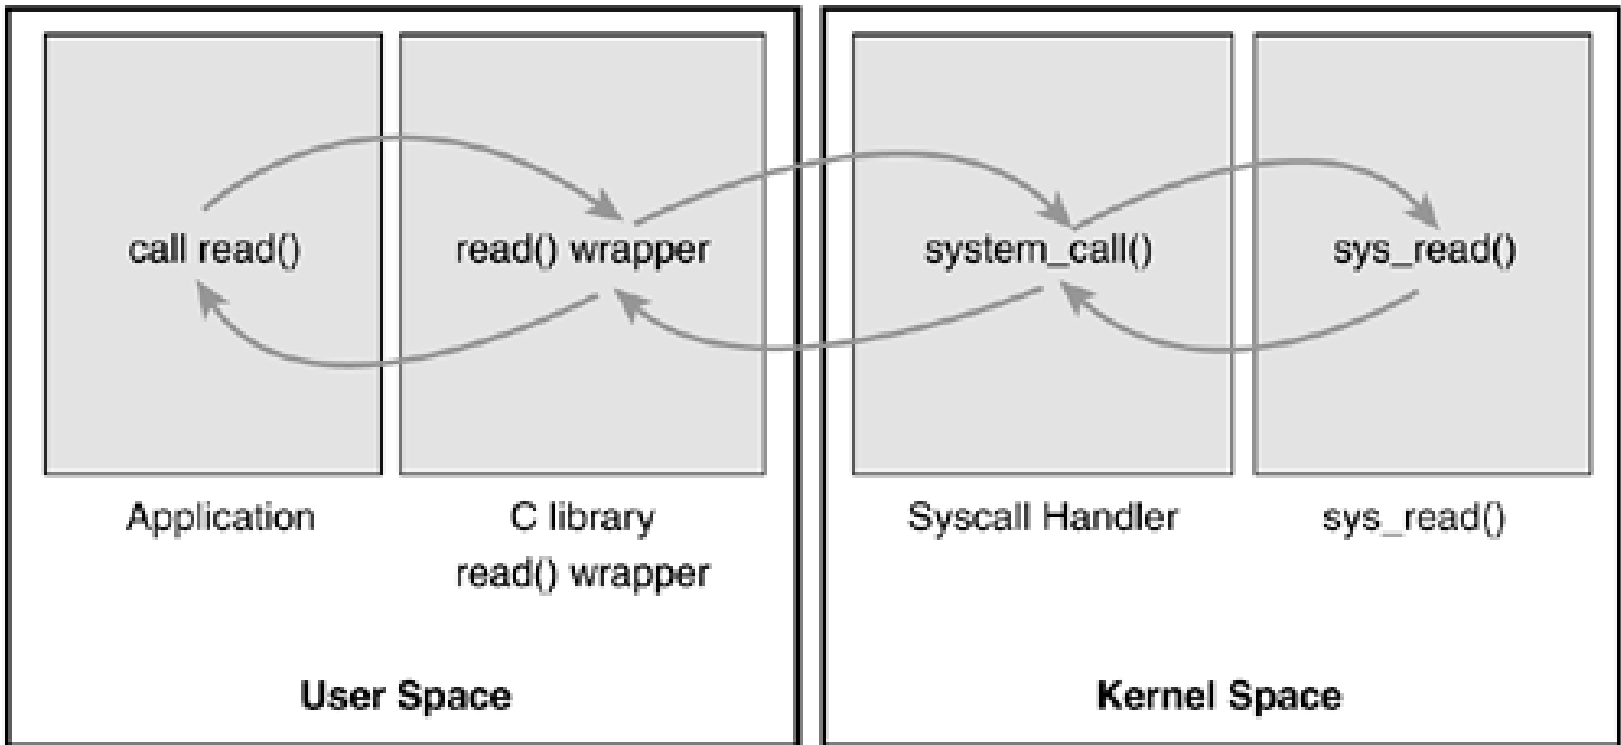 call read()
read() wrapper
system_call()
sys_read()
Application
C library
read() wrapper
Syscall Handler
sys_read()
User Space
Kernel Space